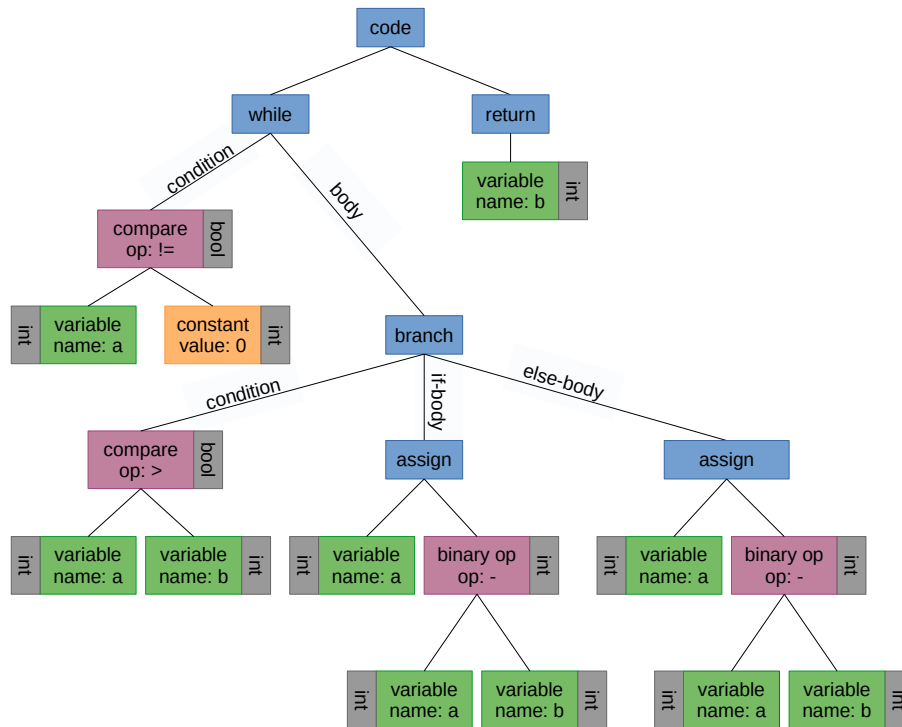 code
while
return
condition
body
variable
name: b
int
compare
op: !=
bool
int
variable
name: a
constant
value: 0
int
branch
condition
if-body
else-body
compare
op: >
bool
assign
assign
int
variable
name: a
variable
name: b
int
int
variable
name: a
binary op
op: -
int
int
variable
name: a
binary op
op: -
int
int
variable
name: a
variable
name: b
int
int
variable
name: a
variable
name: b
int